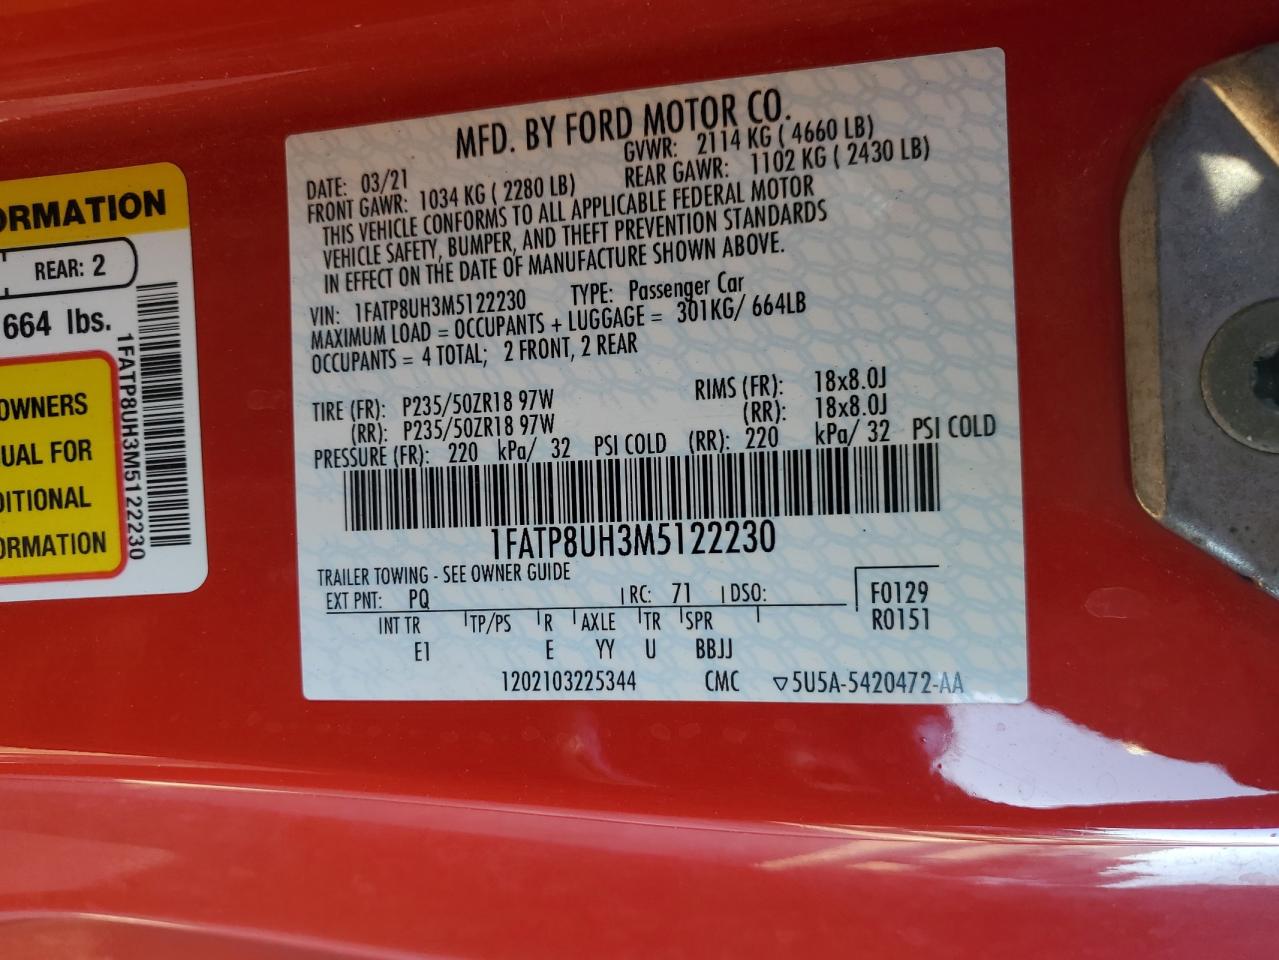 ORMATION
REAR: 2
664 lbs.
OWNERS
UAL FOR
DITIONAL
ORMATION
1FATP8UH3M5122230
MFD. BY FORD MOTOR CO.
DATE: 03/21 GVWR: 2114 KG ( 4660 LB)
FRONT GAWR: 1034 KG ( 2280 LB) REAR GAWR: 1102 KG ( 2430 LB)
THIS VEHICLE CONFORMS TO ALL APPLICABLE FEDERAL MOTOR
VEHICLE SAFETY, BUMPER, AND THEFT PREVENTION STANDARDS
IN EFFECT ON THE DATE OF MANUFACTURE SHOWN ABOVE.
VIN: 1FATP8UH3M5122230 TYPE: Passenger Car
MAXIMUM LOAD = OCCUPANTS + LUGGAGE = 301KG/ 664LB
OCCUPANTS = 4 TOTAL; 2 FRONT, 2 REAR
TIRE (FR): P235/50ZR18 97W RIMS (FR): 18x8.0J
(RR): P235/50ZR18 97W (RR): 18x8.0J
PRESSURE (FR): 220 kPa/ 32 PSI COLD (RR): 220 kPa/ 32 PSI COLD
1FATP8UH3M5122230
TRAILER TOWING - SEE OWNER GUIDE
EXT PNT: PQ RC: 71 DSO: F0129
INT TR TP/PS R AXLE TR SPR R0151
E1 E YY U BBJJ
1202103225344 CMC ▽5U5A-5420472-AA